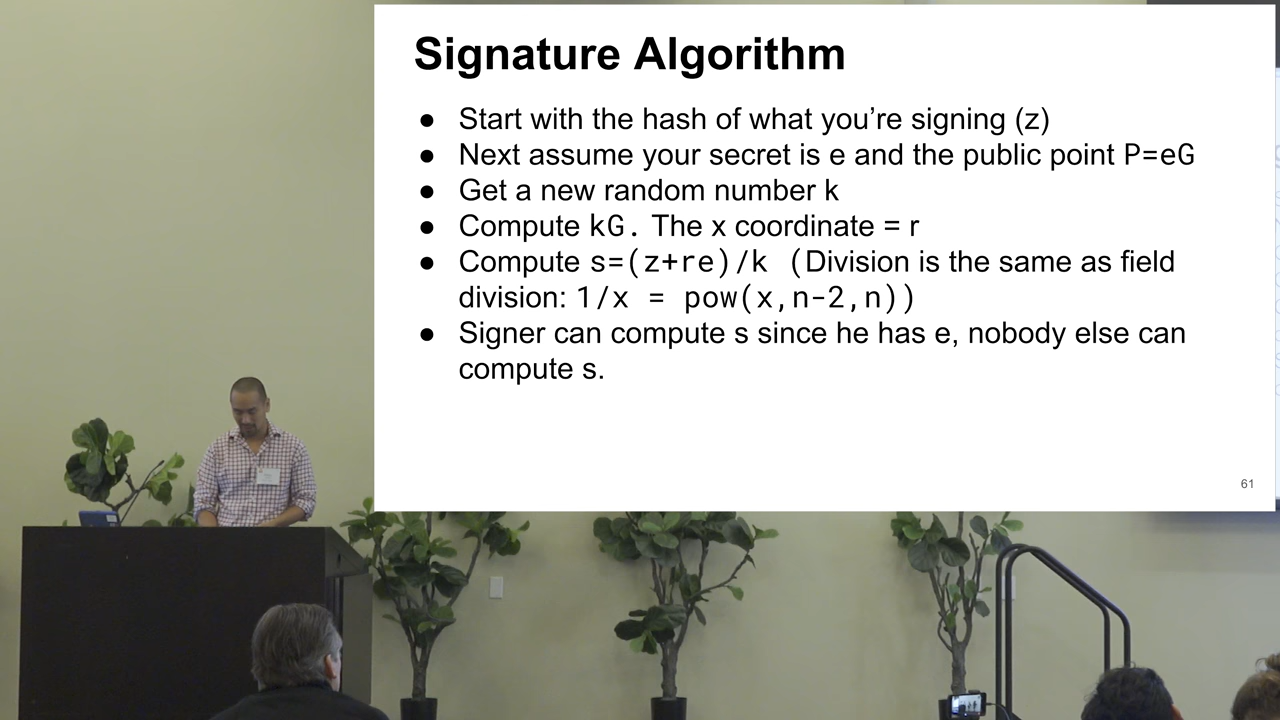 Signature Algorithm
● Start with the hash of what you’re signing (z)
● Next assume your secret is e and the public point P=eG
● Get a new random number k
● Compute kG. The x coordinate = r
● Compute s=(z+re)/k (Division is the same as field
division: 1/x = pow(x,n-2,n))
● Signer can compute s since he has e, nobody else can
compute s.
61